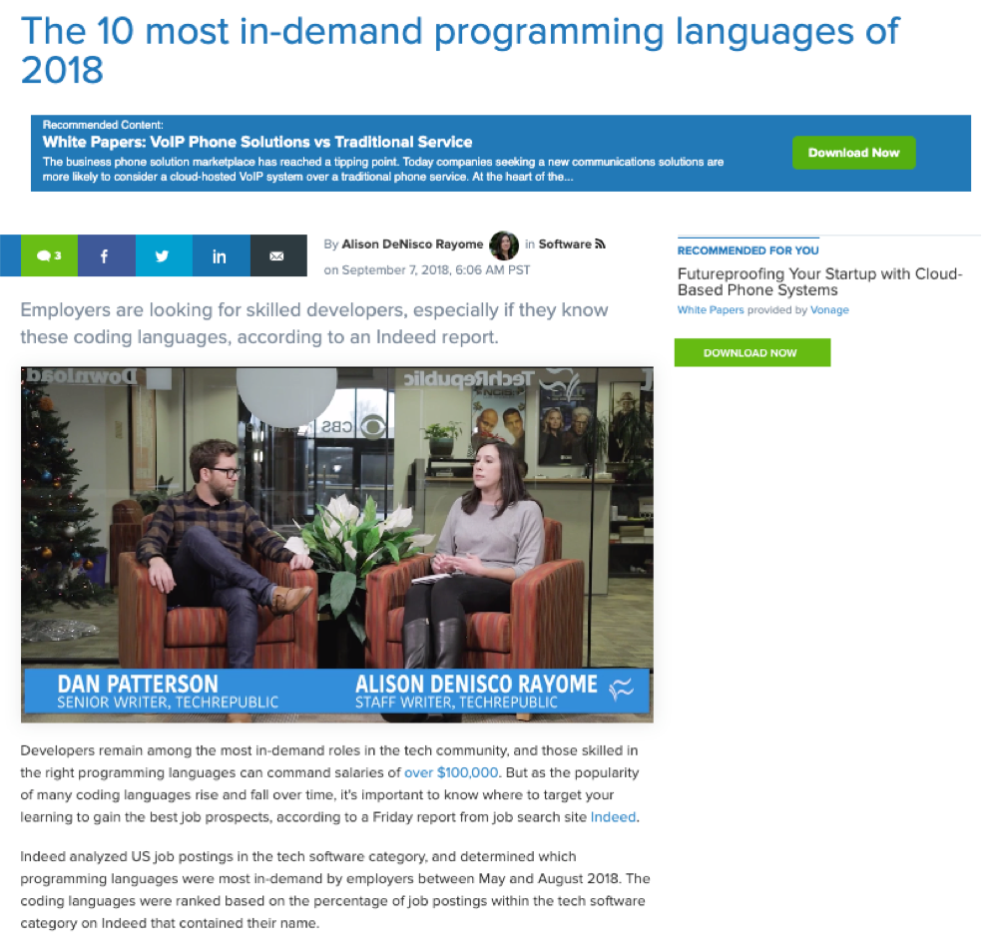 The 10 most in-demand programming languages of
2018
Recommended Content:
White Papers: VoIP Phone Solutions vs Traditional Service
The business phone solution marketplace has reached a tipping point. Today companies seeking a new communications solutions are
more likely to consider a cloud-hosted VoIP system over a traditional phone service. At the heart of the...
Download Now
3
f
in
By Alison DeNisco Rayome in Software
on September 7, 2018, 6:06 AM PST
RECOMMENDED FOR YOU
Futureproofing Your Startup with Cloud-
Based Phone Systems
White Papers provided by Vonage
DOWNLOAD NOW
Employers are looking for skilled developers, especially if they know
these coding languages, according to an Indeed report.
Download
TechRepublic
CBS
DAN PATTERSON
SENIOR WRITER, TECHREPUBLIC
ALISON DENISCO RAYOME
STAFF WRITER, TECHREPUBLIC
Developers remain among the most in-demand roles in the tech community, and those skilled in
the right programming languages can command salaries of over $100,000. But as the popularity
of many coding languages rise and fall over time, it's important to know where to target your
learning to gain the best job prospects, according to a Friday report from job search site Indeed.
Indeed analyzed US job postings in the tech software category, and determined which
programming languages were most in-demand by employers between May and August 2018. The
coding languages were ranked based on the percentage of job postings within the tech software
category on Indeed that contained their name.